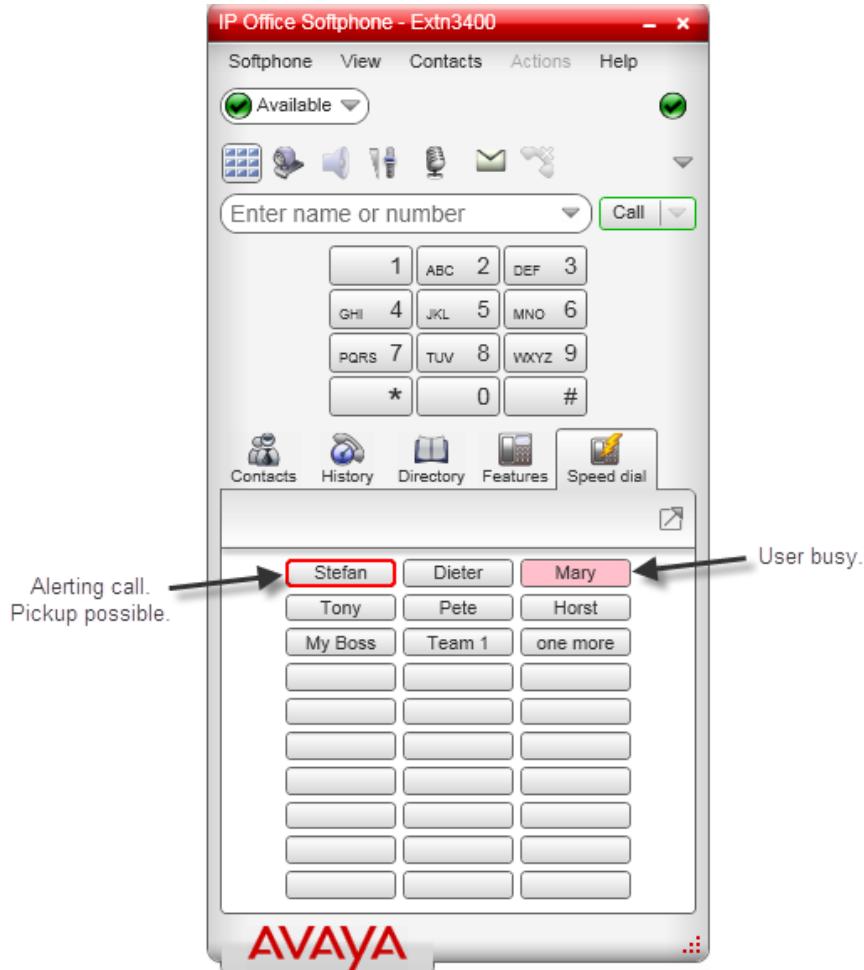 IP Office Softphone - Extn3400
Softphone View Contacts Actions Help
Available
Enter name or number Call
1 ABC 2 DEF 3
GHI 4 JKL 5 MNO 6
PQRS 7 TUV 8 WXYZ 9
* 0 #
Contacts History Directory Features Speed dial
Stefan Dieter Mary
User busy.
Alerting call.
Pickup possible.
Tony Pete Horst
My Boss Team 1 one more
AVAYA